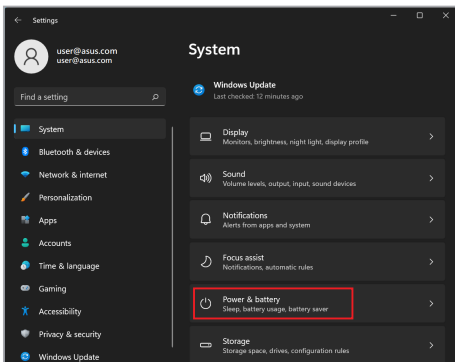 Settings
user@asus.com
user@asus.com
Find a setting
System
Bluetooth & devices
Network & internet
Personalization
Apps
Accounts
Time & language
Gaming
Accessibility
Privacy & security
Windows Update
System
Windows Update
Last checked: 12 minutes ago
Display
Monitors, brightness, night light, display profile
Sound
Volume levels, output, input, sound devices
Notifications
Alerts from apps and system
Focus assist
Notifications, automatic rules
Power & battery
Sleep, battery usage, battery saver
Storage
Storage space, drives, configuration rules